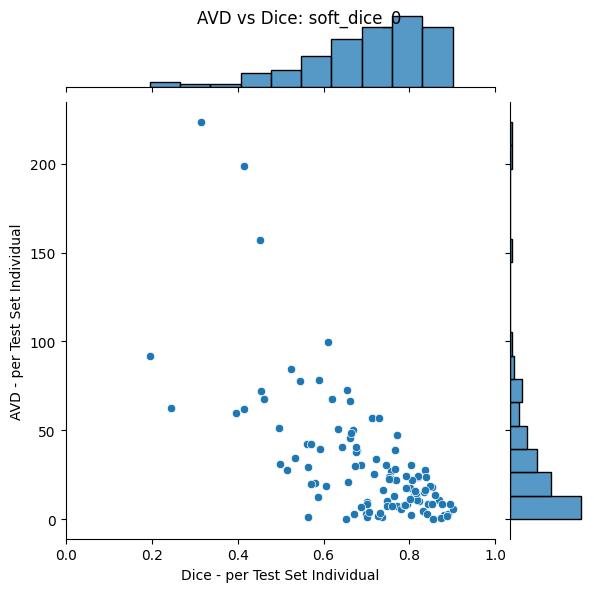 AVD vs Dice: soft_dice_0
200
150
100
50
0
AVD - per Test Set Individual
0.0 0.2 0.4 0.6 0.8 1.0
Dice - per Test Set Individual